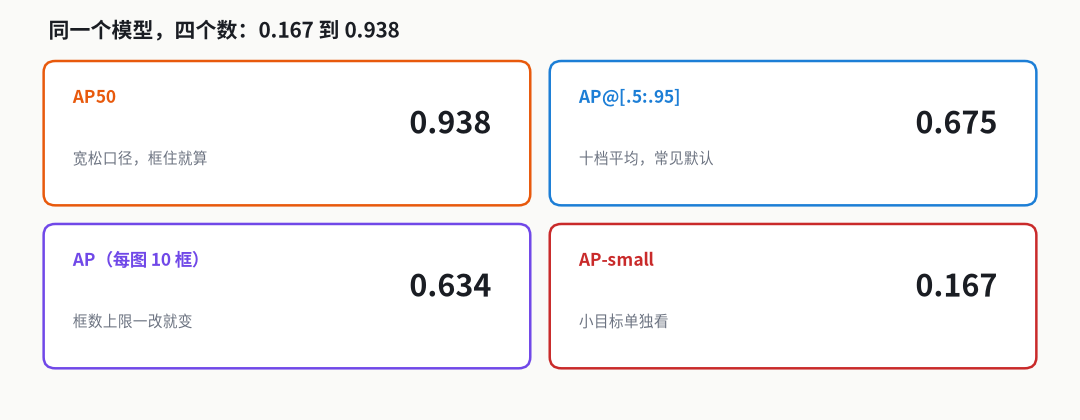 同一个模型，四个数：0.167 到 0.938
AP50
0.938
宽松口径，框住就算
AP@[.5:.95]
0.675
十档平均，常见默认
AP（每图 10 框）
0.634
框数上限一改就变
AP-small
0.167
小目标单独看